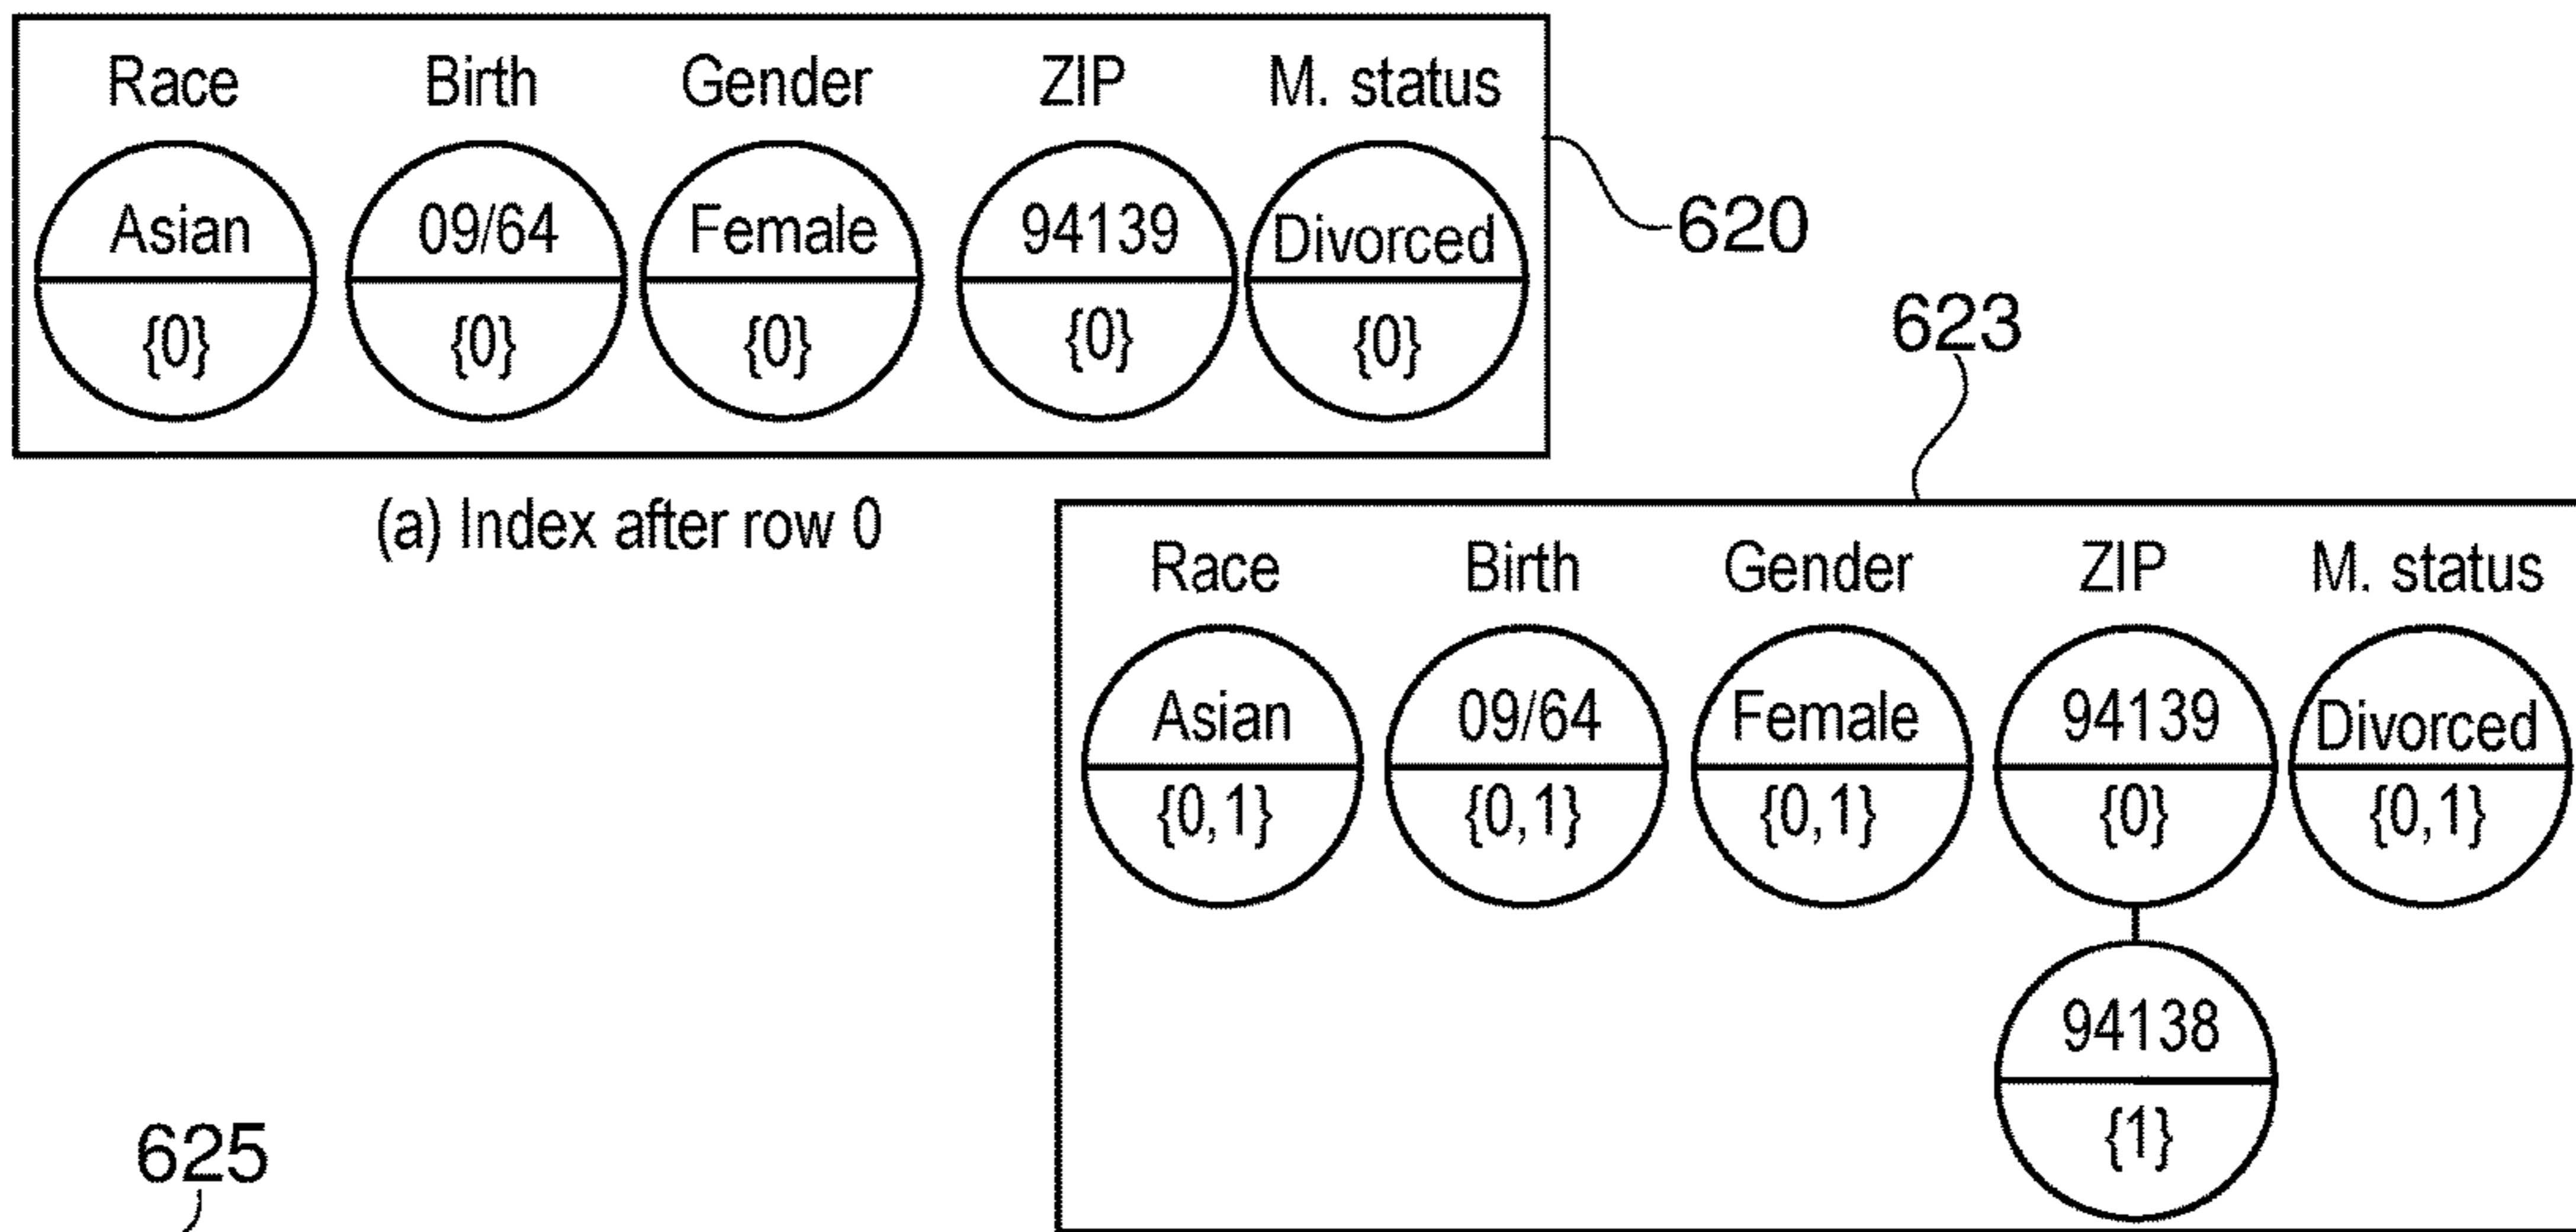 Race Birth Gender ZIP M. status
Asian 09/64 Female 94139 Divorced
{0} {0} {0} {0} {0}
620
(a) Index after row 0
623
Race Birth Gender ZIP M. status
Asian 09/64 Female 94139 Divorced
{0,1} {0,1} {0,1} {0} {0,1}
94138
{1}
625